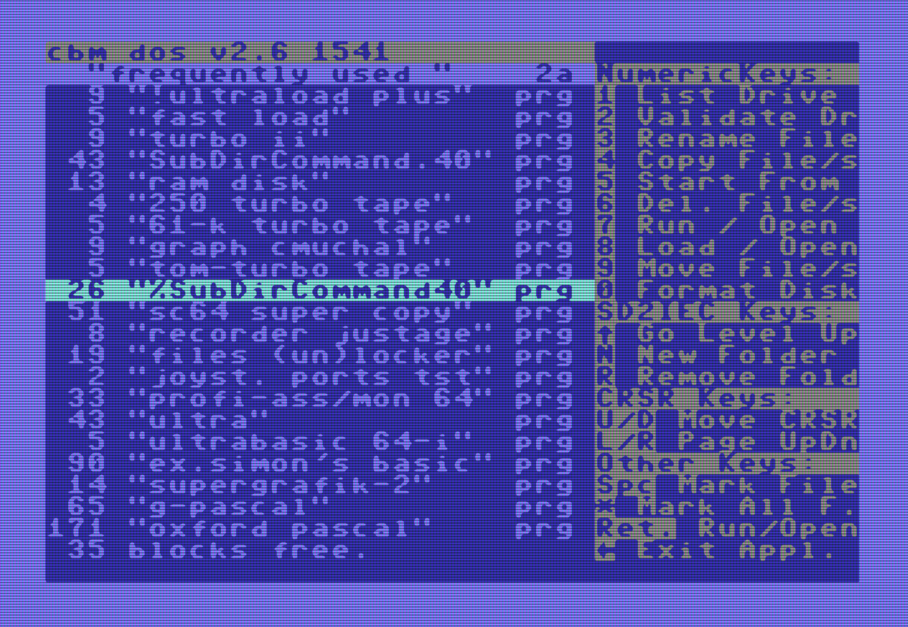 cbm dos v2.6 1541
"frequently used " 2a NumericKeys:
9 "!ultraload plus" prg 1 List Drive
5 "fast load" prg 2 Validate Dr
9 "turbo ii" prg 3 Rename File
43 "SubDirCommand.40" prg 4 Copy File/s
13 "ram disk" prg 5 Start From
4 "250 turbo tape" prg 6 Del. File/s
5 "61-k turbo tape" prg 7 Run / Open
9 "graph cmuchal" prg 8 Load / Open
5 "tom-turbo tape" prg 9 Move File/s
26 "%SubDirCommand40" prg 0 Format Disk
51 "sc64 super copy" prg SD2IEC Keys:
8 "recorder justage" prg Go Level Up
19 "files (un)locker" prg N New Folder
2 "joyst. ports tst" prg R Remove Fold
33 "profi-ass/mon 64" prg CRSR Keys:
43 "ultra" prg U/D Move CRSR
5 "ultrabasic 64-i" prg L/R Page UpDn
90 "ex.simon's basic" prg Other Keys:
14 "supergrafik-2" prg Spc Mark File
65 "g-pascal" prg * Mark All F.
171 "oxford pascal" prg Ret. Run/Open
35 blocks free. Exit Appl.